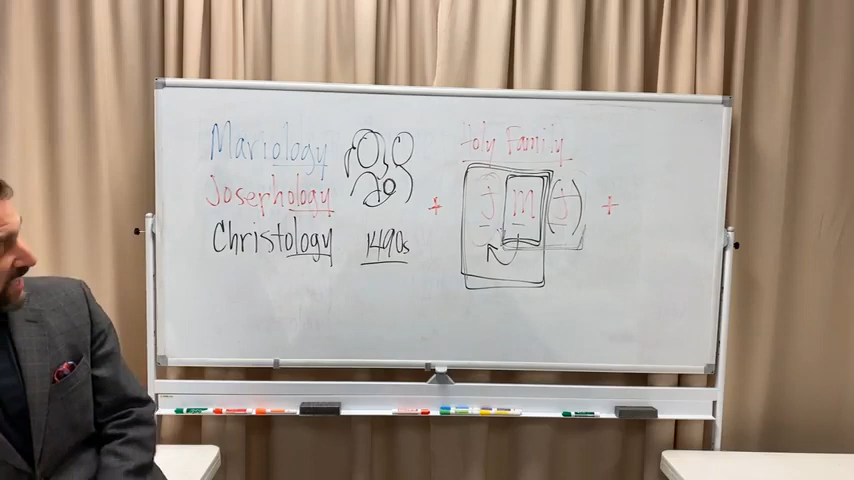 Mariology
Josephology
Christology
1490s
+
Holy Family
j m (j) +